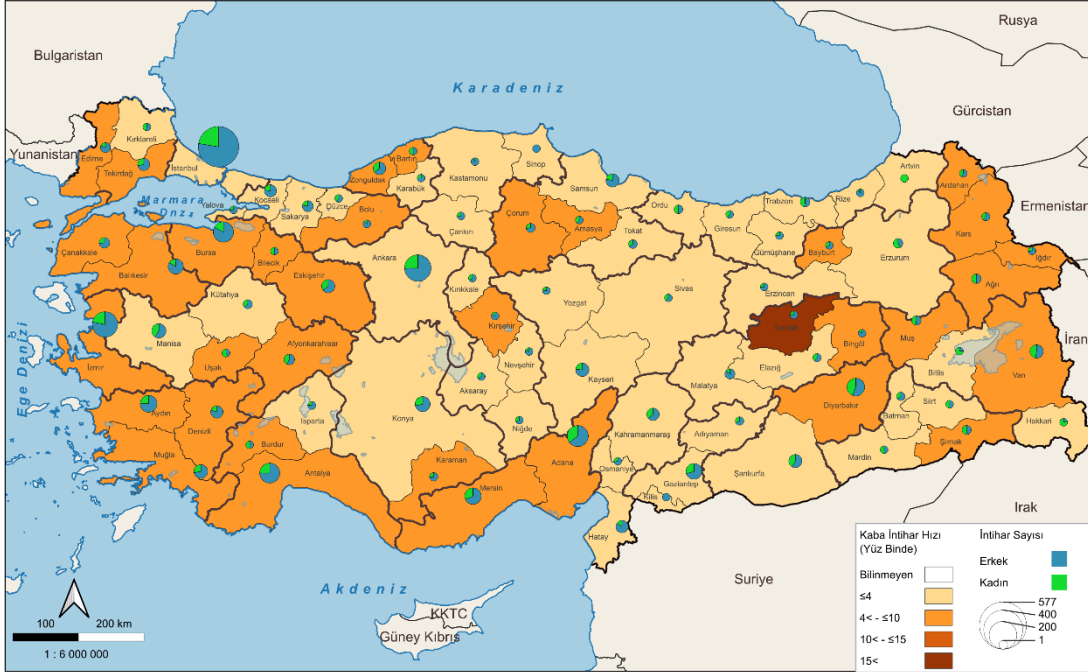 Rusya
Bulgaristan
Karadeniz
Gürcistan
Yunanistan
Ermenistan
İran
Irak
Suriye
Kırklareli
Edirne
Tekirdağ
İstanbul
Marmara
Dnz.
Yalova
Kocaeli
Sakarya
Düzce
Bolu
Zonguldak
Bartın
Karabük
Kastamonu
Sinop
Samsun
Ordu
Giresun
Trabzon
Rize
Artvin
Ardahan
Kars
Iğdır
Ağrı
Çanakkale
Balıkesir
Bursa
Bilecik
Eskişehir
Ankara
Çankırı
Çorum
Amasya
Tokat
Gümüşhane
Bayburt
Erzurum
Kütahya
Kırıkkale
Yozgat
Sivas
Erzincan
Tunceli
Bingöl
Muş
Bitlis
Van
Ege Denizi
İzmir
Manisa
Uşak
Afyonkarahisar
Kırşehir
Nevşehir
Aksaray
Kayseri
Malatya
Elazığ
Diyarbakır
Batman
Siirt
Hakkari
Şırnak
Mardin
Aydın
Denizli
Muğla
Burdur
Isparta
Konya
Niğde
Kahramanmaraş
Adıyaman
Şanlıurfa
Antalya
Karaman
Mersin
Adana
Osmaniye
Gaziantep
Kilis
Hatay
Akdeniz
KKTC
Güney Kıbrıs
100 200 km
1 : 6 000 000
Kaba İntihar Hızı
(Yüz Binde)
Bilinmeyen
≤4
4< - ≤10
10< - ≤15
15<
İntihar Sayısı
Erkek
Kadın
577
400
200
1